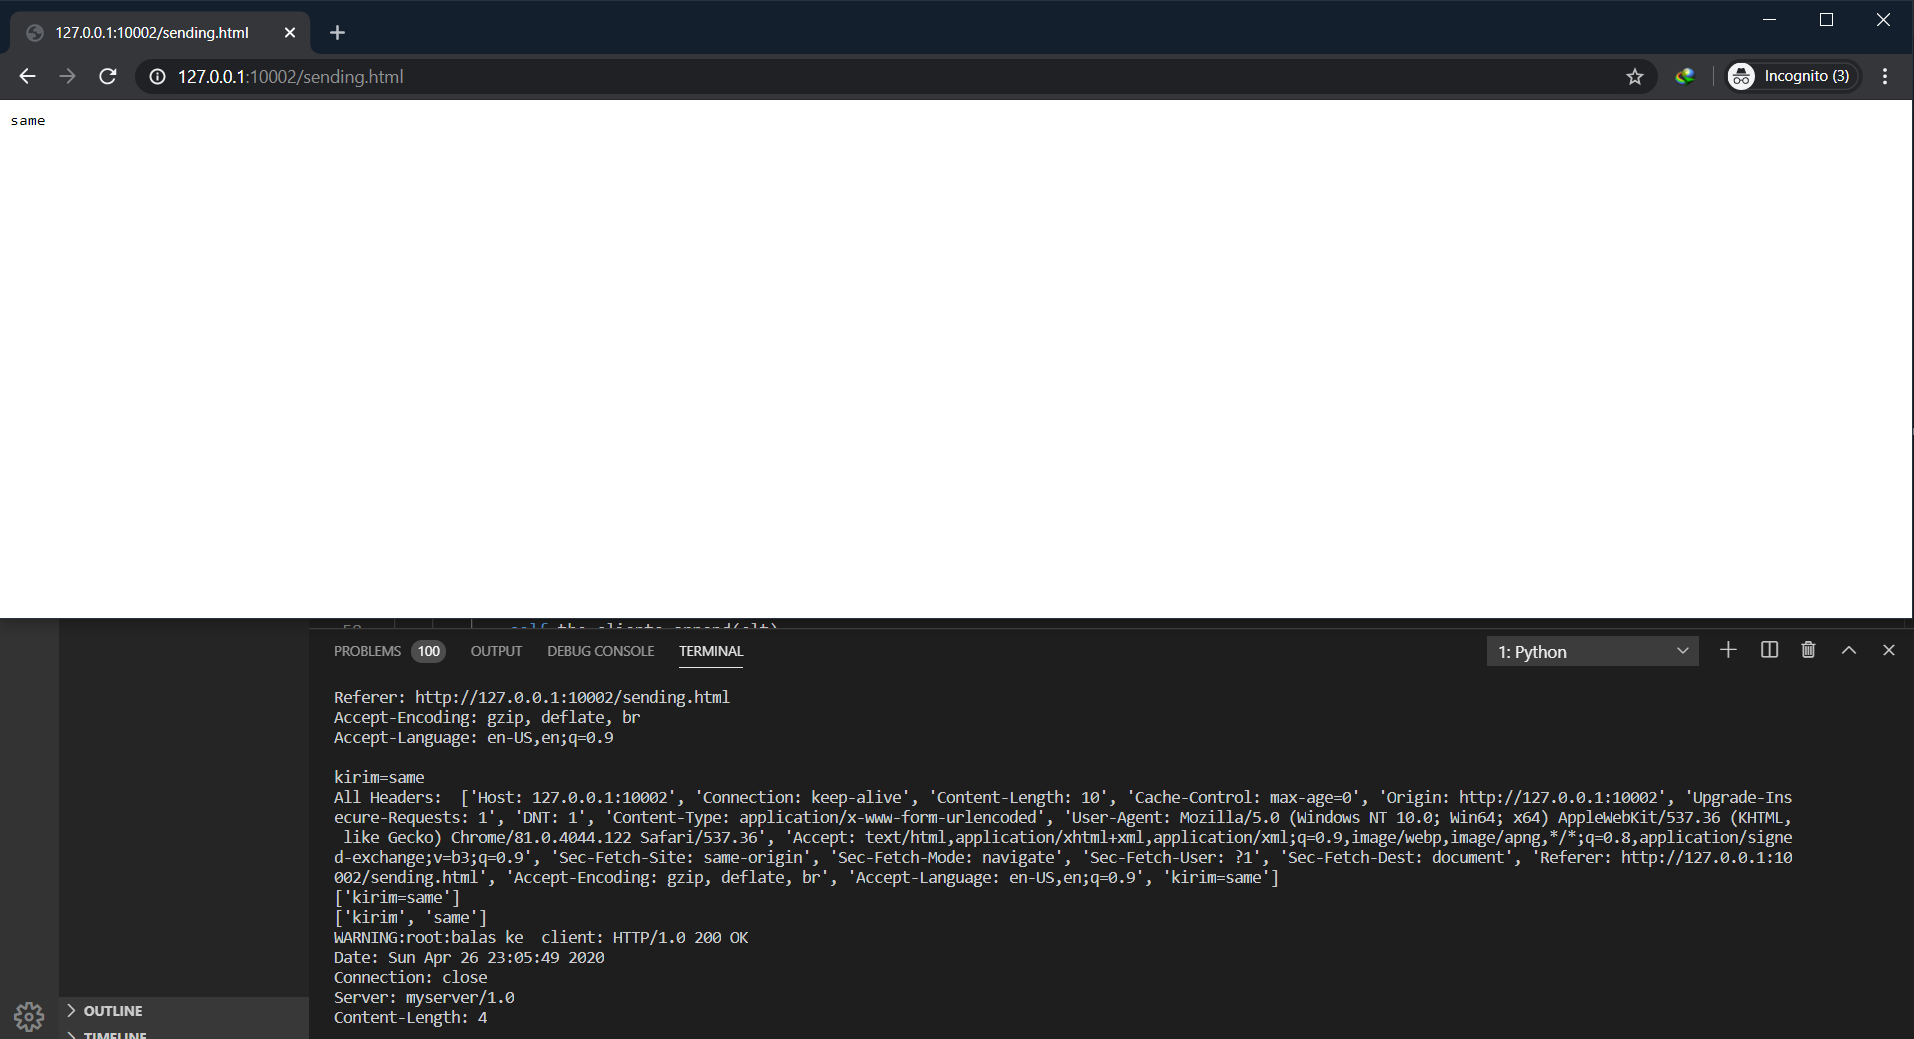 127.0.0.1:10002/sending.html
127.0.0.1:10002/sending.html
Incognito (3)
same
PROBLEMS 100 OUTPUT DEBUG CONSOLE TERMINAL
1: Python
Referer: http://127.0.0.1:10002/sending.html
Accept-Encoding: gzip, deflate, br
Accept-Language: en-US,en;q=0.9
kirim=same
All Headers:  ['Host: 127.0.0.1:10002', 'Connection: keep-alive', 'Content-Length: 10', 'Cache-Control: max-age=0', 'Origin: http://127.0.0.1:10002', 'Upgrade-Ins
ecure-Requests: 1', 'DNT: 1', 'Content-Type: application/x-www-form-urlencoded', 'User-Agent: Mozilla/5.0 (Windows NT 10.0; Win64; x64) AppleWebKit/537.36 (KHTML,
like Gecko) Chrome/81.0.4044.122 Safari/537.36', 'Accept: text/html,application/xhtml+xml,application/xml;q=0.9,image/webp,image/apng,*/*;q=0.8,application/signe
d-exchange;v=b3;q=0.9', 'Sec-Fetch-Site: same-origin', 'Sec-Fetch-Mode: navigate', 'Sec-Fetch-User: ?1', 'Sec-Fetch-Dest: document', 'Referer: http://127.0.0.1:10
002/sending.html', 'Accept-Encoding: gzip, deflate, br', 'Accept-Language: en-US,en;q=0.9', 'kirim=same']
['kirim=same']
['kirim', 'same']
WARNING:root:balas ke  client: HTTP/1.0 200 OK
Date: Sun Apr 26 23:05:49 2020
Connection: close
Server: myserver/1.0
Content-Length: 4
OUTLINE
TIMELINE